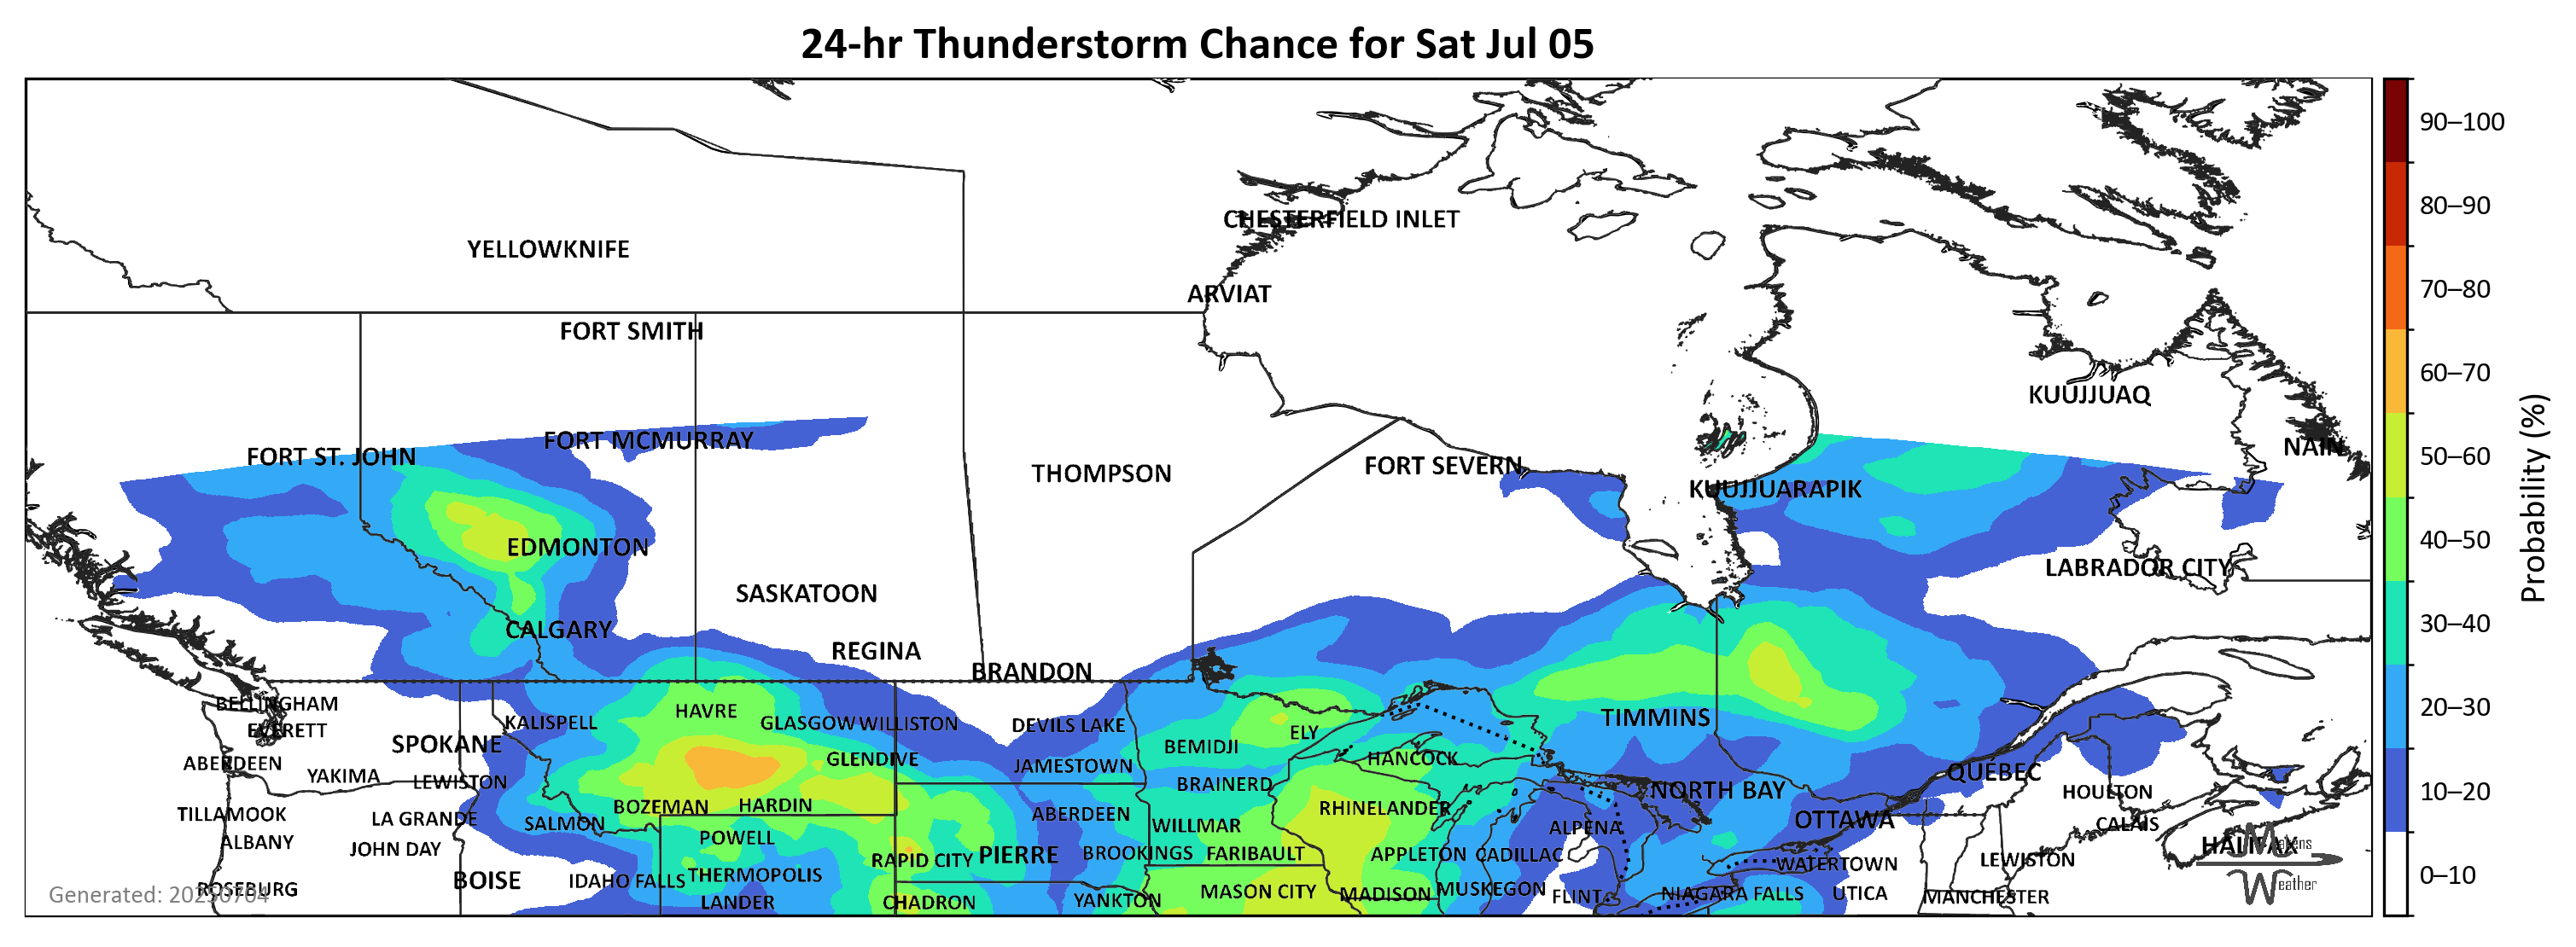 24-hr Thunderstorm Chance for Sat Jul 05
90–100
80–90
70–80
60–70
50–60
40–50
30–40
20–30
10–20
0–10
Probability (%)
CHESTERFIELD INLET
YELLOWKNIFE
ARVIAT
FORT SMITH
KUUJJUAQ
FORT MCMURRAY
NAIN
FORT ST. JOHN
FORT SEVERN
THOMPSON
KUUJJUARAPIK
EDMONTON
LABRADOR CITY
SASKATOON
CALGARY
REGINA
BRANDON
BELLINGHAM
HAVRE
TIMMINS
KALISPELL
GLASGOW
WILLISTON
DEVILS LAKE
EVERETT
ELY
SPOKANE
BEMIDJI
GLENDIVE
HANCOCK
ABERDEEN
JAMESTOWN
QUÉBEC
YAKIMA
LEWISTON
BRAINERD
NORTH BAY
HOULTON
BOZEMAN
HARDIN
RHINELANDER
TILLAMOOK
LA GRANDE
ABERDEEN
SALMON
WILLMAR
ALPENA
OTTAWA
CALAIS
POWELL
ALBANY
JOHN DAY
HALIFAX
RAPID CITY
PIERRE
BROOKINGS
FARIBAULT
APPLETON
CADILLAC
WATERTOWN
LEWISTON
BOISE
IDAHO FALLS
THERMOPOLIS
ROSEBURG
MASON CITY
MADISON
MUSKEGON
FLINT
NIAGARA FALLS
UTICA
MANCHESTER
LANDER
CHADRON
YANKTON
Generated: 20250704
Makens
Weather